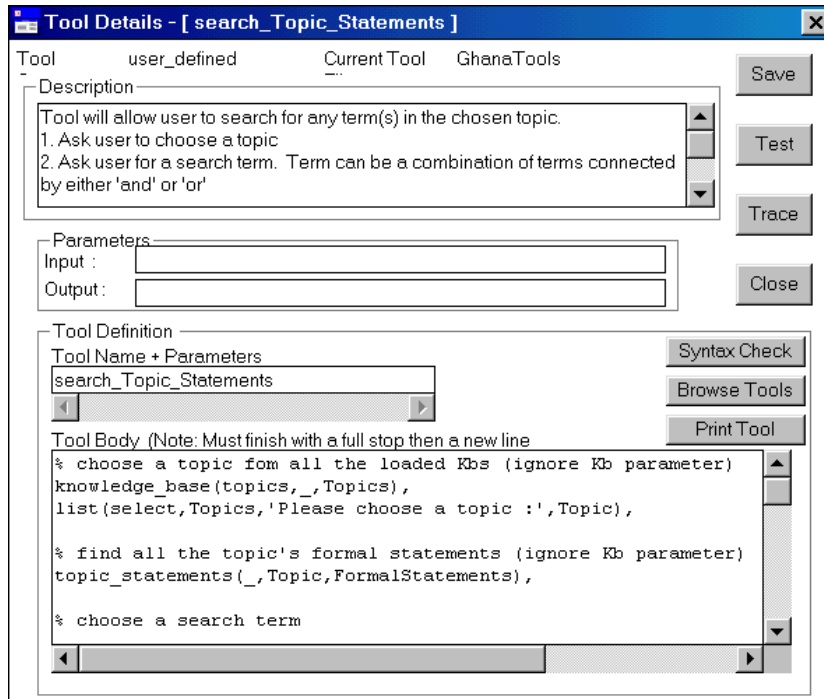 Tool Details - [ search_Topic_Statements ]
Tool user_defined Current Tool GhanaTools
Save
Description
Tool will allow user to search for any term(s) in the chosen topic.
1. Ask user to choose a topic
2. Ask user for a search term.  Term can be a combination of terms connected
by either 'and' or 'or'
Test
Trace
Parameters
Input :
Output :
Close
Tool Definition
Tool Name + Parameters
search_Topic_Statements
Syntax Check
Browse Tools
Print Tool
Tool Body  (Note: Must finish with a full stop then a new line
% choose a topic fom all the loaded Kbs (ignore Kb parameter)
knowledge_base(topics,_,Topics),
list(select,Topics,'Please choose a topic :',Topic),
% find all the topic's formal statements (ignore Kb parameter)
topic_statements(_,Topic,FormalStatements),
% choose a search term